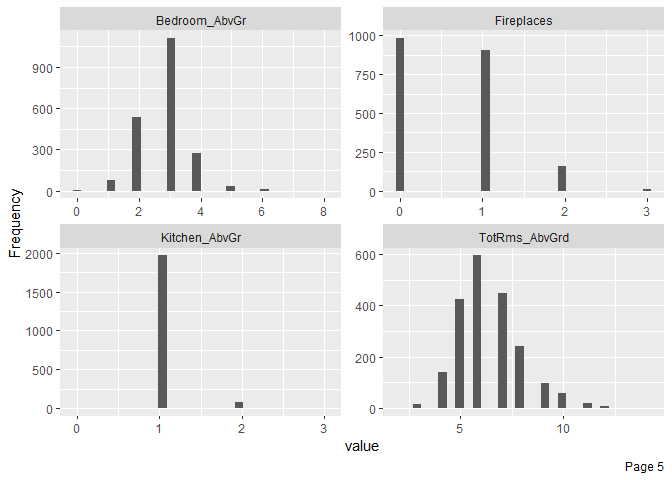 Bedroom_AbvGr
Fireplaces
900
600
300
0
0 2 4 6 8
1000
750
500
250
0
0 1 2 3
Frequency
Kitchen_AbvGr
TotRms_AbvGrd
2000
1500
1000
500
0
0 1 2 3
600
400
200
0
5 10
value
Page 5